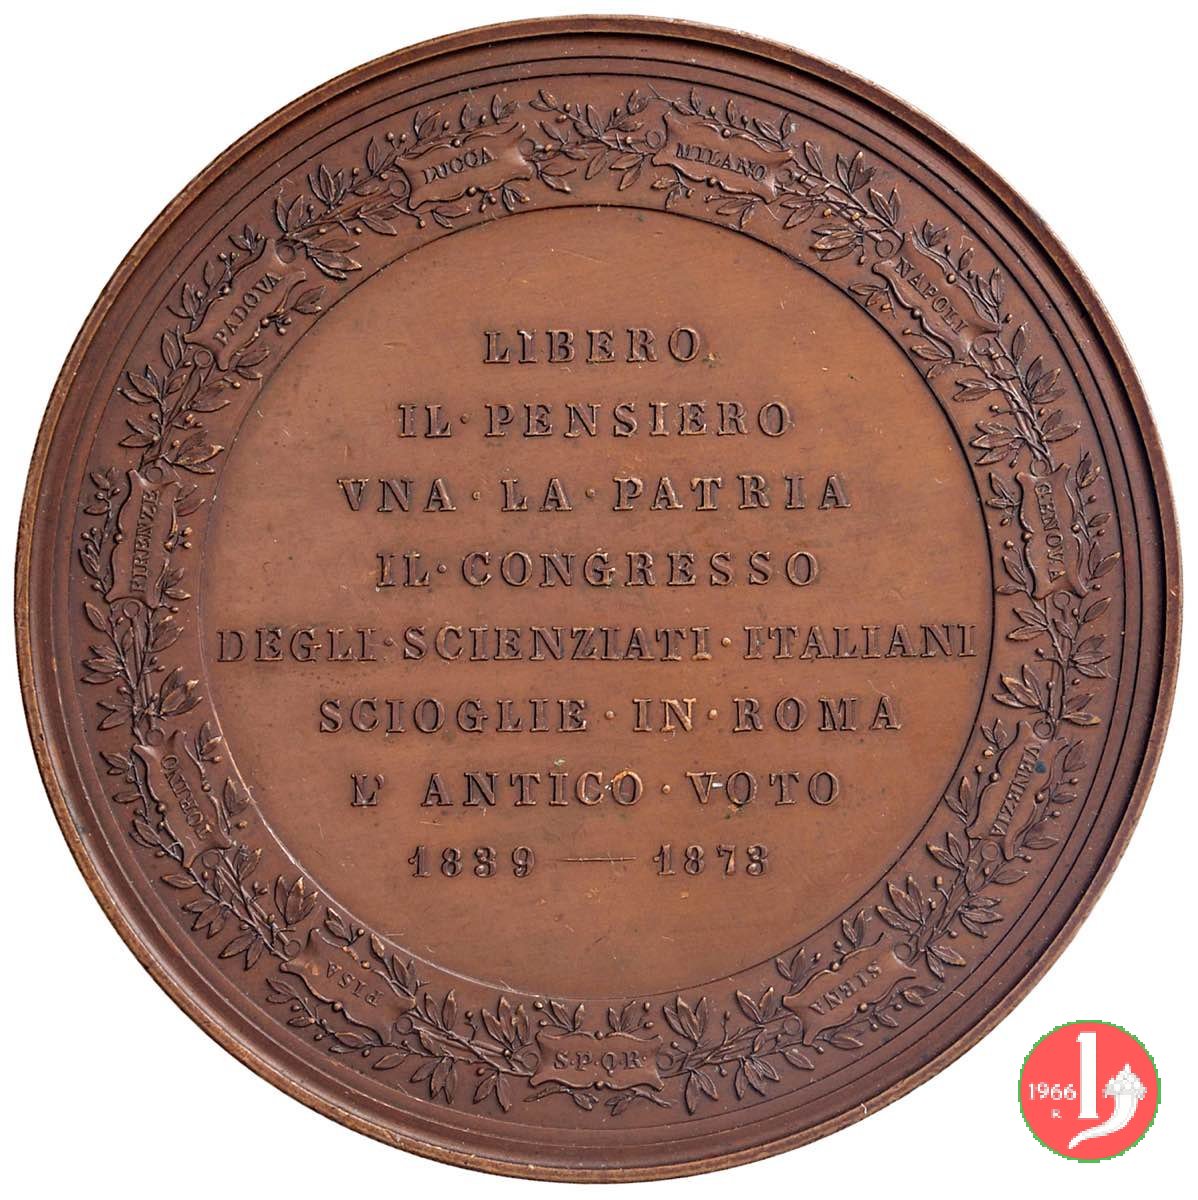 LIBERO
IL · PENSIERO
VNA · LA · PATRIA
IL · CONGRESSO
DEGLI · SCIENZIATI · ITALIANI
SCIOGLIE · IN · ROMA
L' ANTICO · VOTO
1839 — 1873
S·P·Q·R·
PISA
TORINO
FIRENZE
PADOVA
LUCCA
MILANO
NAPOLI
GENOVA
VENEZIA
SIENA
1966
R